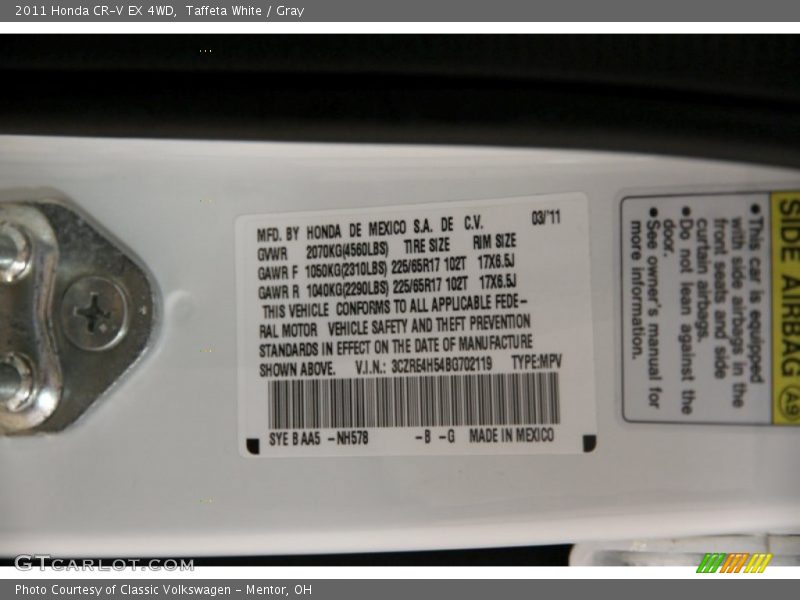 2011 Honda CR-V EX 4WD, Taffeta White / Gray
MFD. BY HONDA DE MEXICO S.A. DE C.V. 03/'11
GVWR 2070KG(4560LBS) TIRE SIZE RIM SIZE
GAWR F 1050KG(2310LBS) 225/65R17 102T 17X6.5J
GAWR R 1040KG(2290LBS) 225/65R17 102T 17X6.5J
THIS VEHICLE CONFORMS TO ALL APPLICABLE FEDE-
RAL MOTOR VEHICLE SAFETY AND THEFT PREVENTION
STANDARDS IN EFFECT ON THE DATE OF MANUFACTURE
SHOWN ABOVE. V.I.N.: 3CZRE4H54BG702119 TYPE:MPV
SYE B AA5 -NH578 -B -G MADE IN MEXICO
SIDE AIRBAG A9
•This car is equipped
with side airbags in the
front seats and side
curtain airbags.
•Do not lean against the
door.
•See owner's manual for
more information.
GTCARLOT.COM
Photo Courtesy of Classic Volkswagen - Mentor, OH